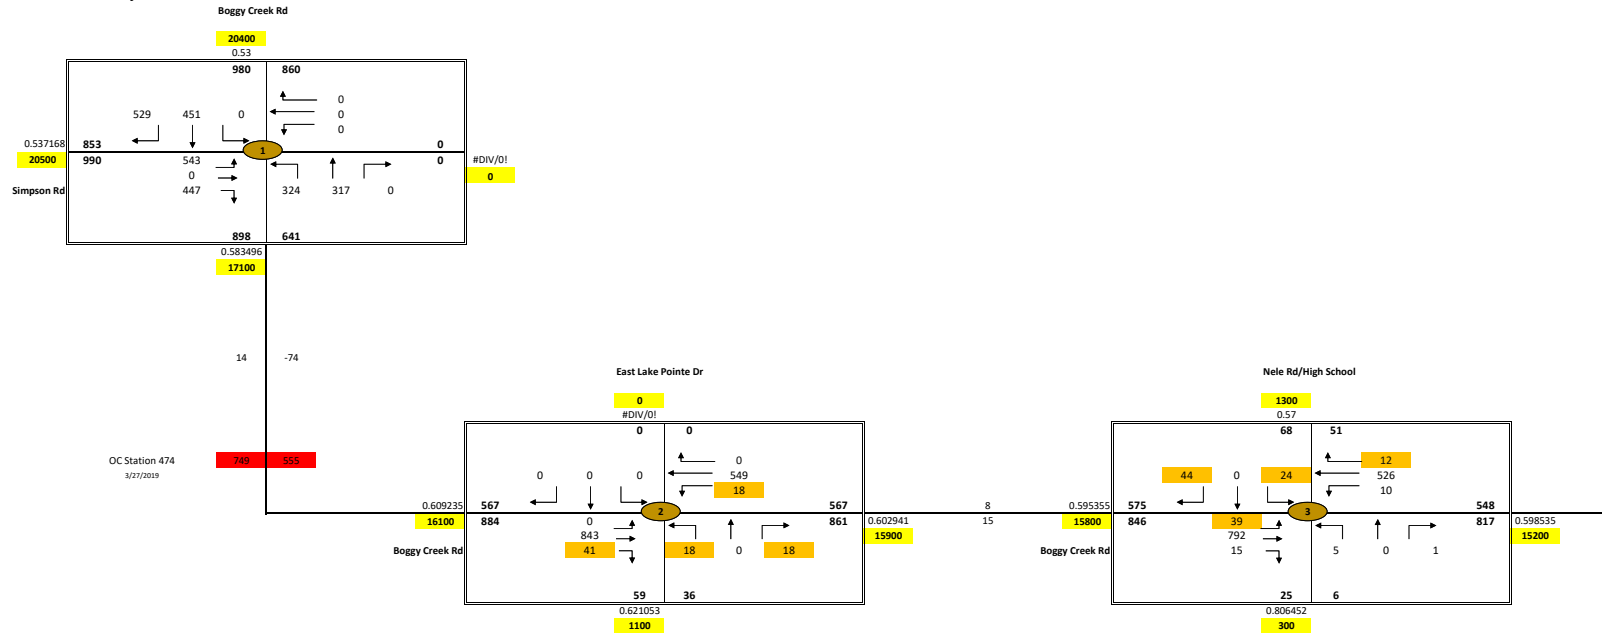 Boggy Creek Rd
20400
0.53
980 860
0
529 451 0 0
0
0.537168 853 1 0
20500 990 543 0 #DIV/0!
0 0
Simpson Rd 447 324 317 0
898 641
0.583496
17100
14 -74
East Lake Pointe Dr Nele Rd/High School
0 1300
#DIV/0! 0.57
0 0 68 51
OC Station 474 749 555 0 12
3/27/2019 0 0 0 549 44 0 24 526
18 10
0.609235 567 2 567 8 0.595355 575 3 548
16100 884 0 861 0.602941 15 15800 846 39 817 0.598535
843 15900 792 15200
Boggy Creek Rd 41 18 0 18 Boggy Creek Rd 15 5 0 1
59 36 25 6
0.621053 0.806452
1100 300